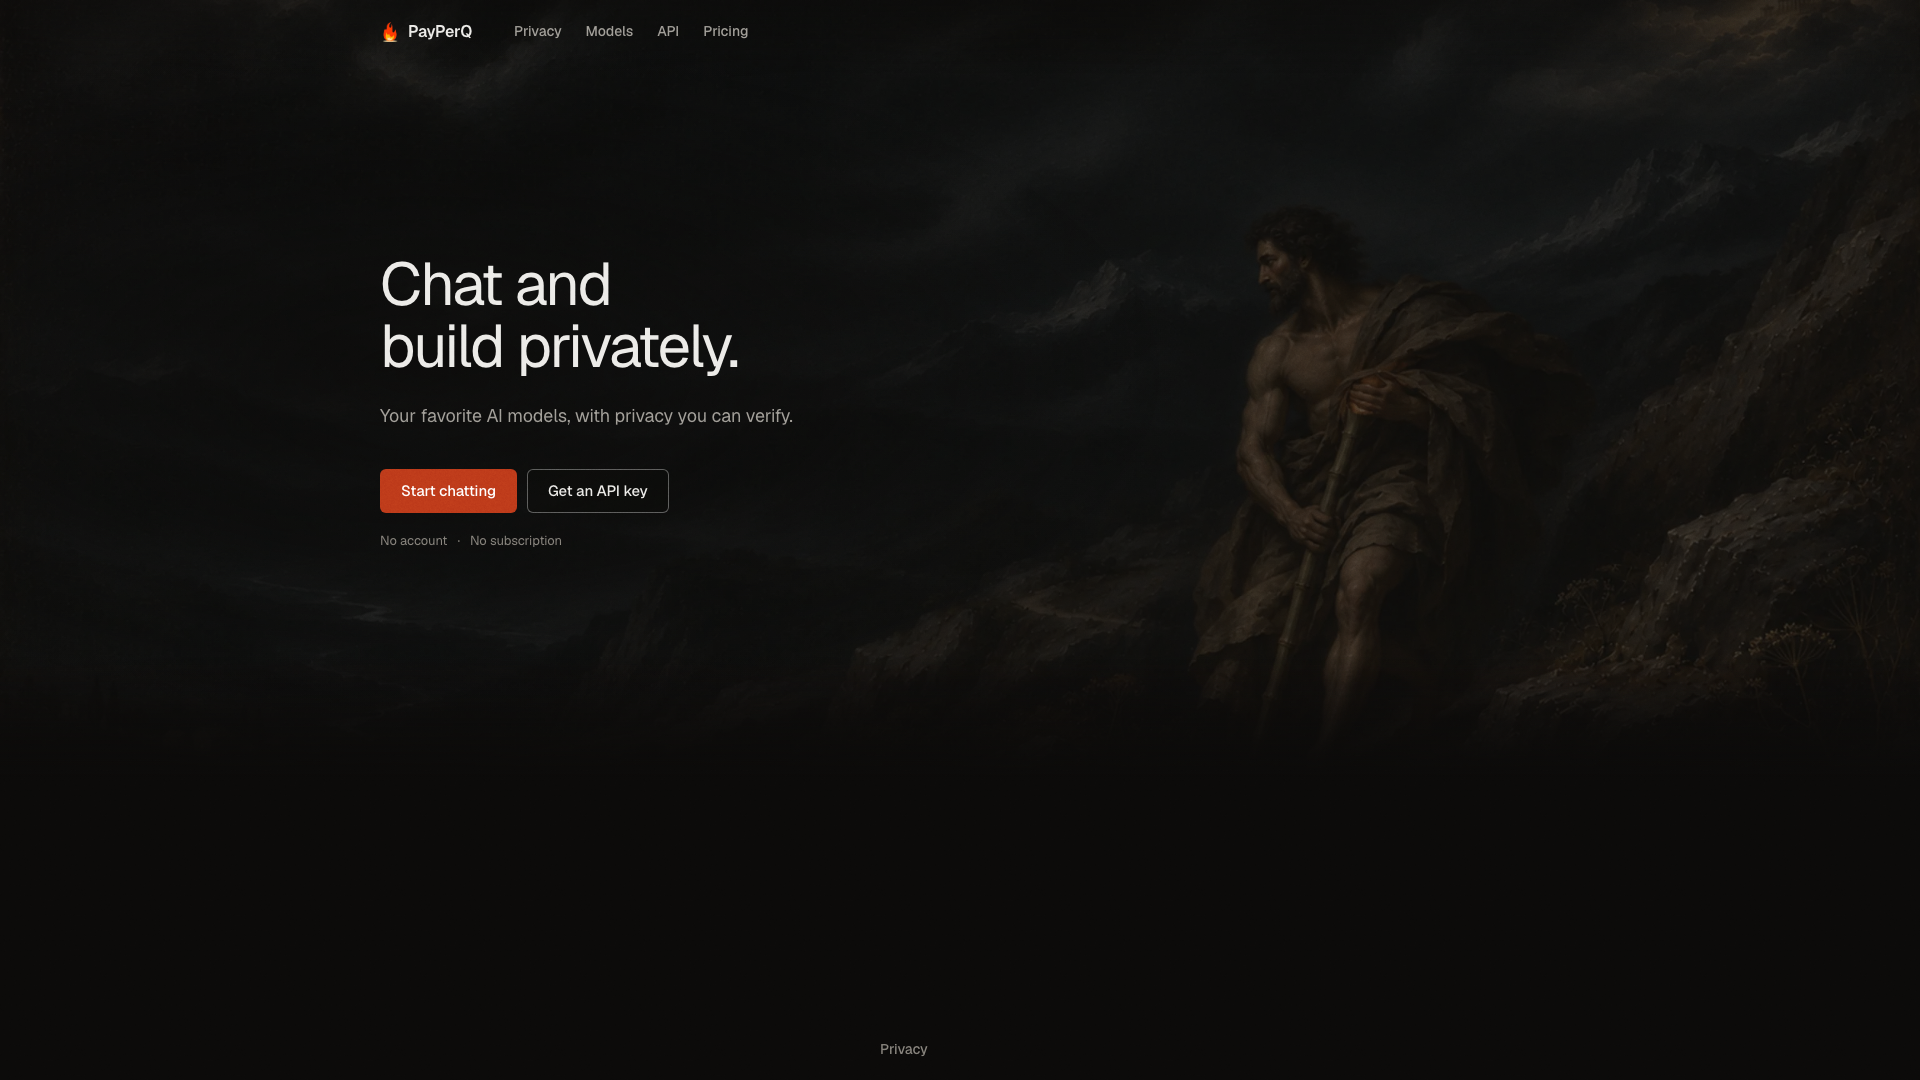 PayPerQ
Privacy
Models
API
Pricing
Chat and
build privately.
Your favorite AI models, with privacy you can verify.
Start chatting
Get an API key
No account · No subscription
Privacy